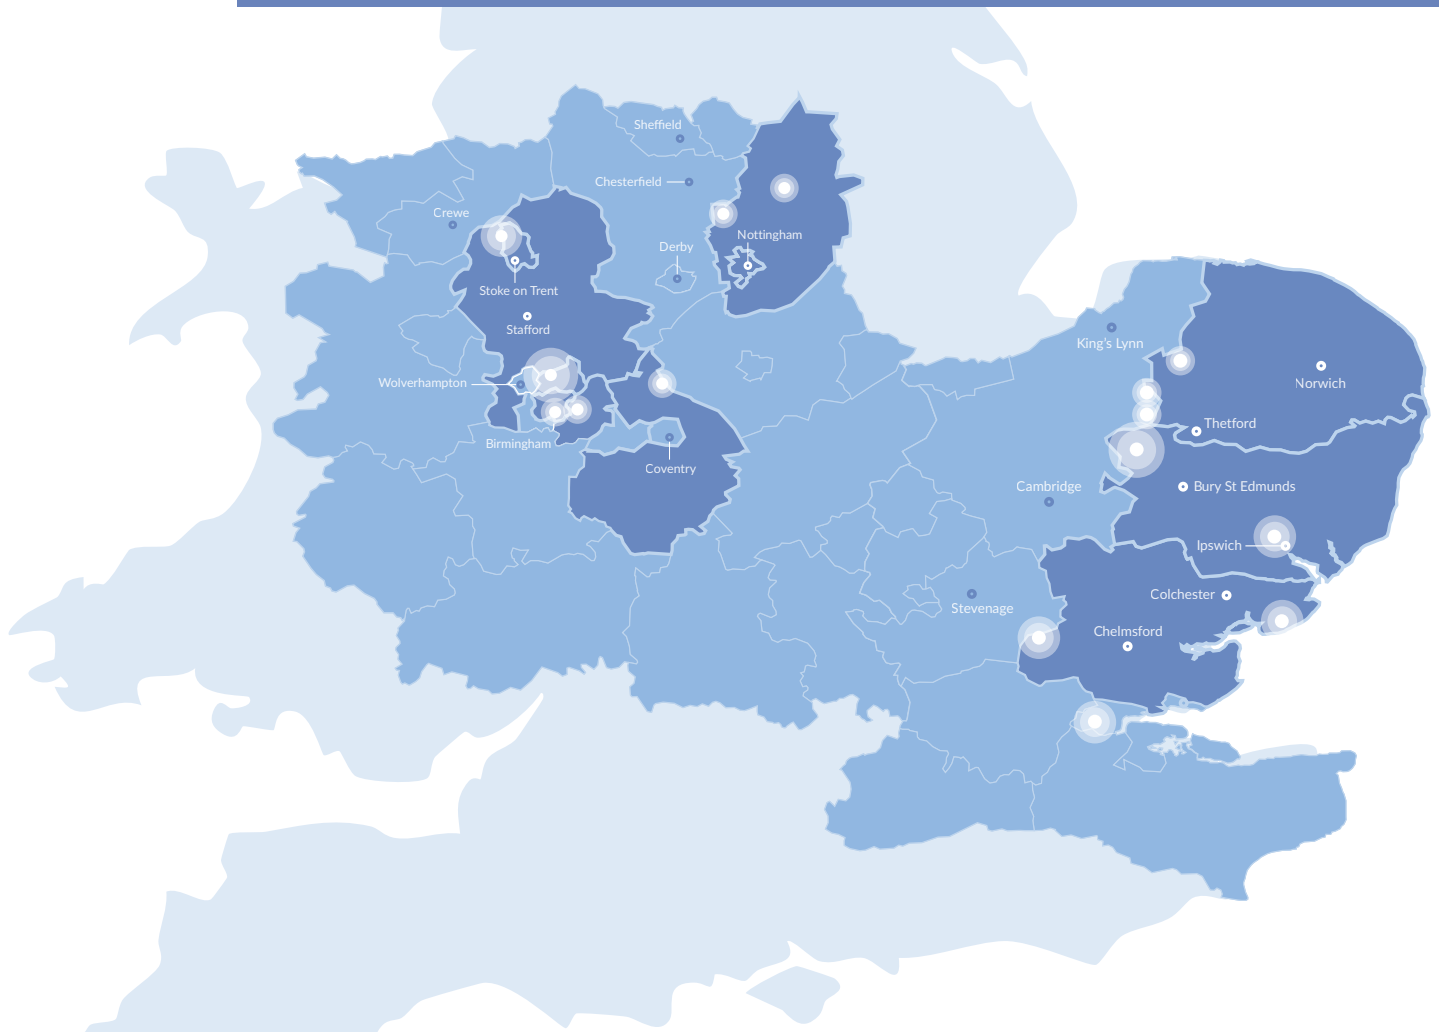 Sheffield
Chesterfield
Crewe
Nottingham
Derby
Stoke on Trent
Stafford
King's Lynn
Wolverhampton
Norwich
Thetford
Birmingham
Coventry
Cambridge
Bury St Edmunds
Ipswich
Colchester
Stevenage
Chelmsford